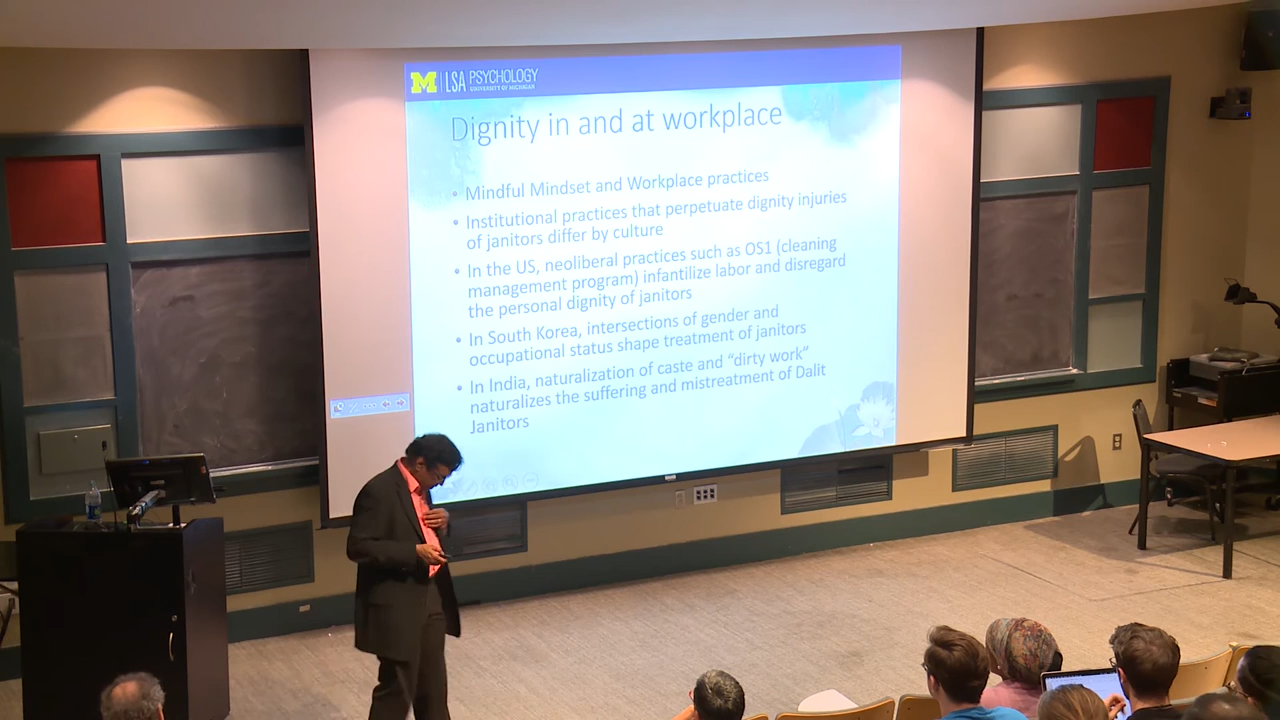 M LSA PSYCHOLOGY
UNIVERSITY OF MICHIGAN
Dignity in and at workplace
• Mindful Mindset and Workplace practices
• Institutional practices that perpetuate dignity injuries
of janitors differ by culture
• In the US, neoliberal practices such as OS1 (cleaning
management program) infantilize labor and disregard
the personal dignity of janitors
• In South Korea, intersections of gender and
occupational status shape treatment of janitors
• In India, naturalization of caste and “dirty work”
naturalizes the suffering and mistreatment of Dalit
Janitors